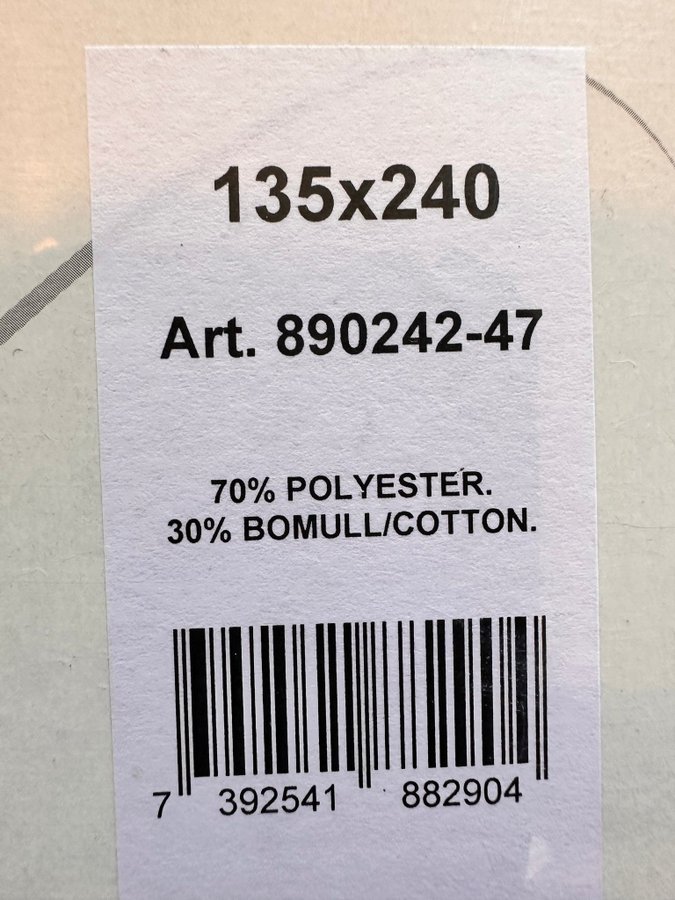 135x240
Art. 890242-47
70% POLYESTER.
30% BOMULL/COTTON.
7 392541 882904